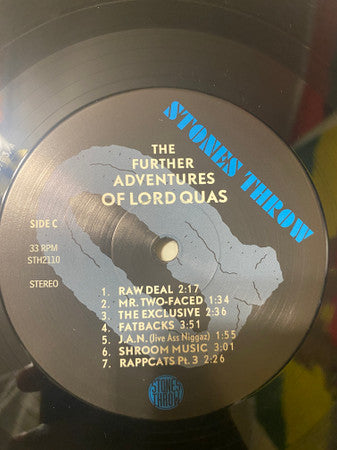 STONES THROW
THE
FURTHER
ADVENTURES
OF LORD QUAS
SIDE C
33 RPM
STH2110
STEREO
1. RAW DEAL 2:17
2. MR. TWO-FACED 1:34
3. THE EXCLUSIVE 2:36
4. FATBACKS 3:51
5. J.A.N. (Jive Ass Niggaz) 1:55
6. SHROOM MUSIC 3:01
7. RAPPCATS Pt. 3 2:26
STONES
THROW